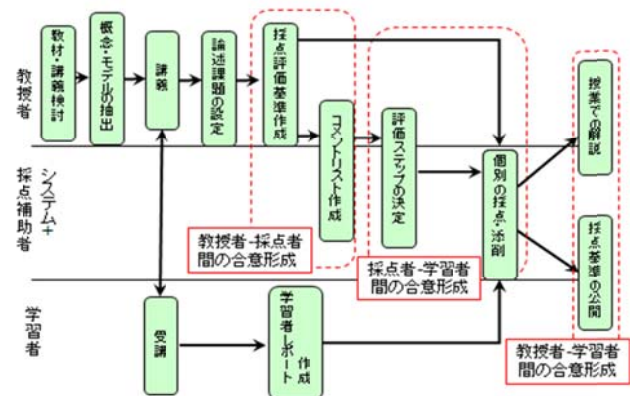 教授者
教材・講義検討
概念・モデルの抽出
講義
論述課題の設定
採点評価基準作成
コメントリスト作成
評価ステップの決定
個別の採点・添削
授業での解説
採点基準の公開
システム+
採点補助者
教授者-採点者
間の合意形成
採点者-学習者
間の合意形成
教授者-学習者
間の合意形成
学習者
受講
学習者レポート
作成